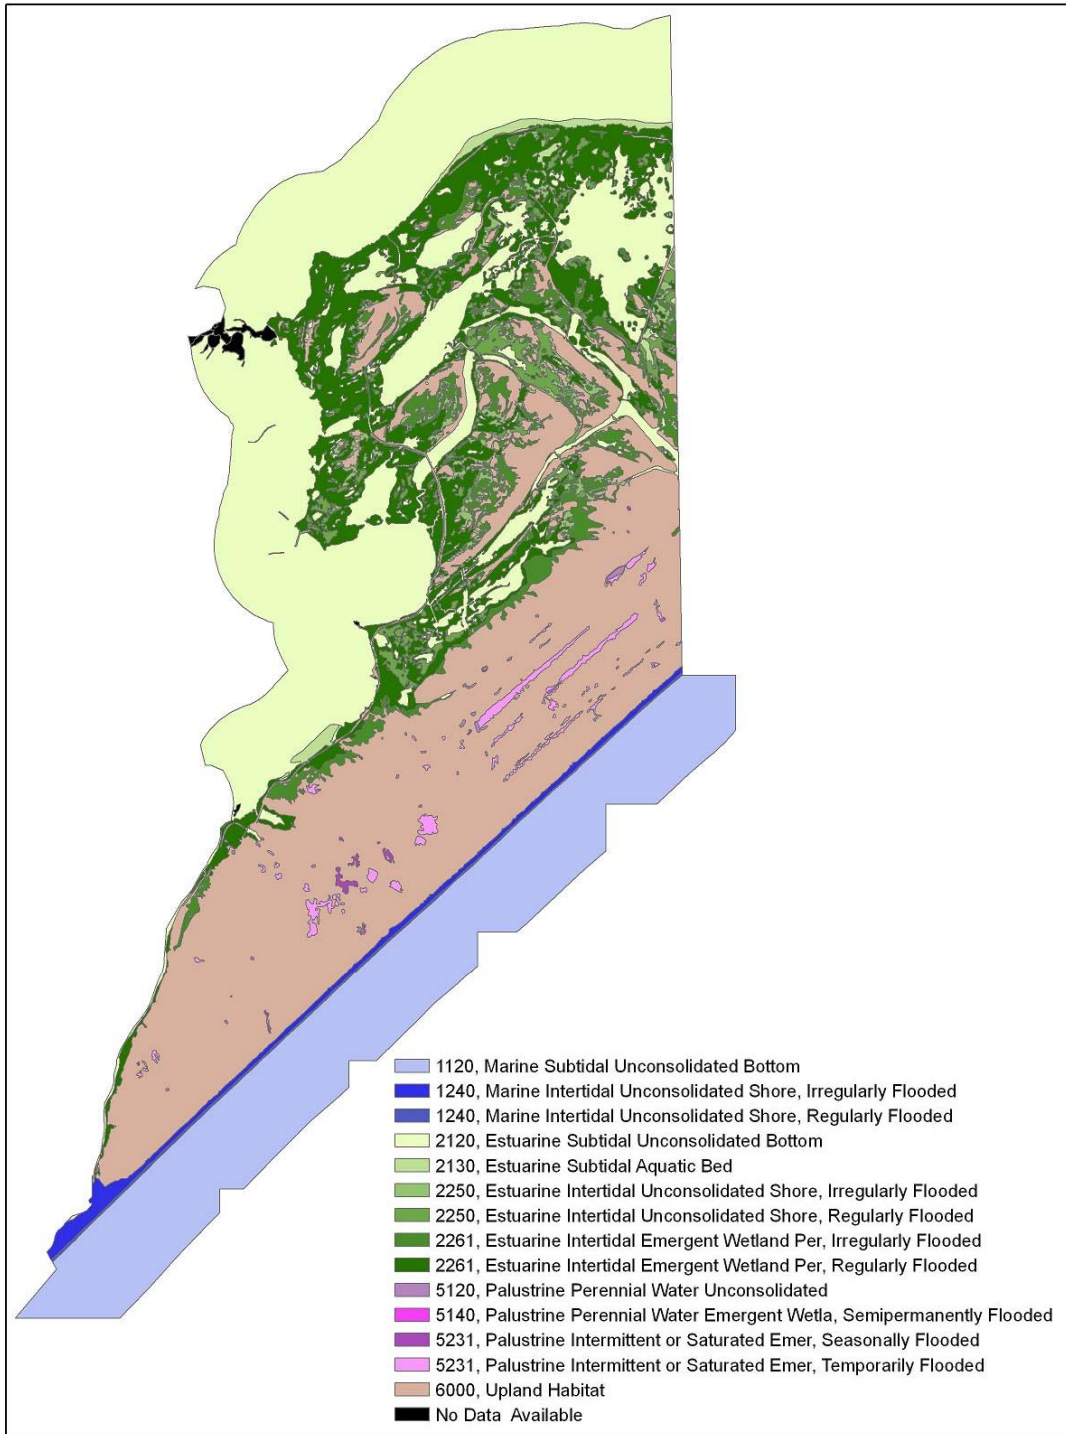 1120, Marine Subtidal Unconsolidated Bottom
1240, Marine Intertidal Unconsolidated Shore, Irregularly Flooded
1240, Marine Intertidal Unconsolidated Shore, Regularly Flooded
2120, Estuarine Subtidal Unconsolidated Bottom
2130, Estuarine Subtidal Aquatic Bed
2250, Estuarine Intertidal Unconsolidated Shore, Irregularly Flooded
2250, Estuarine Intertidal Unconsolidated Shore, Regularly Flooded
2261, Estuarine Intertidal Emergent Wetland Per, Irregularly Flooded
2261, Estuarine Intertidal Emergent Wetland Per, Regularly Flooded
5120, Palustrine Perennial Water Unconsolidated
5140, Palustrine Perennial Water Emergent Wetla, Semipermanently Flooded
5231, Palustrine Intermittent or Saturated Emer, Seasonally Flooded
5231, Palustrine Intermittent or Saturated Emer, Temporarily Flooded
6000, Upland Habitat
No Data Available